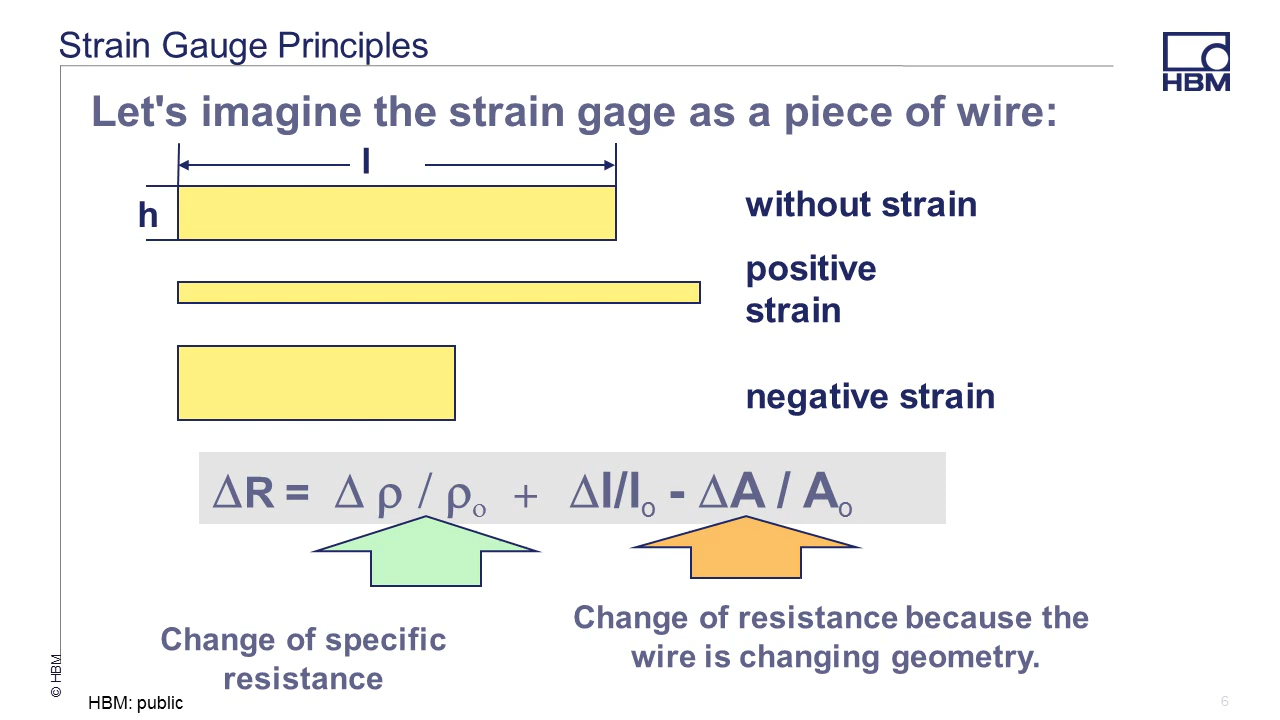 Strain Gauge Principles
HBM
Let's imagine the strain gage as a piece of wire:
l
h
without strain
positive
strain
negative strain
ΔR = Δ ρ / ρo + Δl/lo - ΔA / Ao
Change of specific
resistance
Change of resistance because the
wire is changing geometry.
© HBM
HBM: public
6